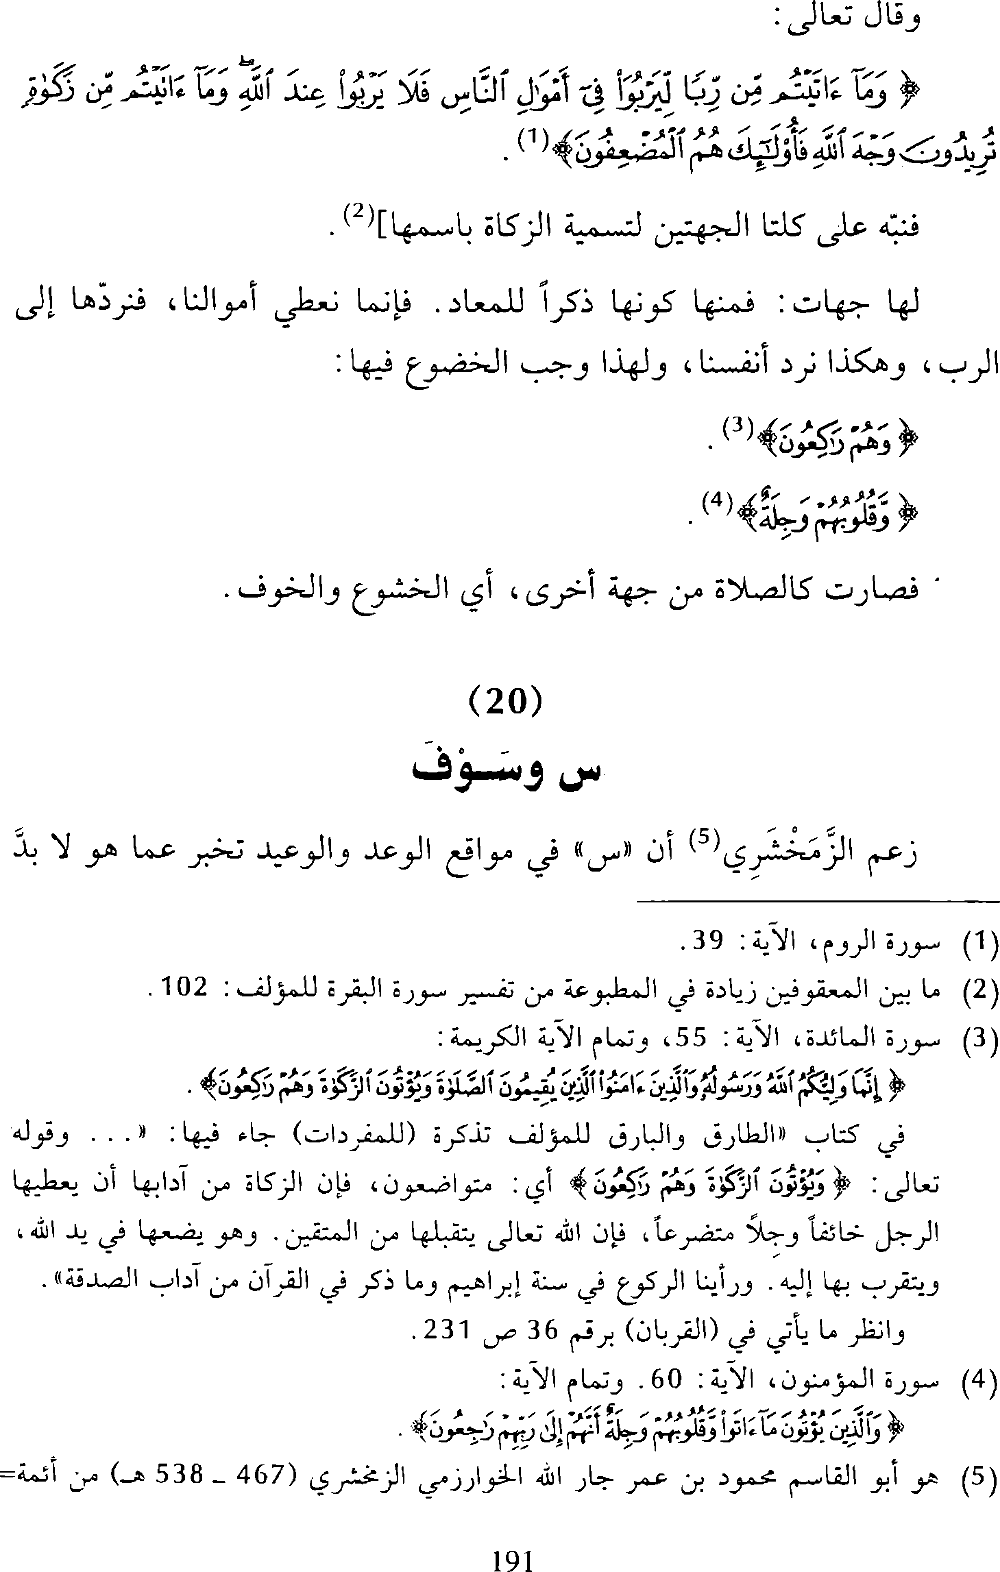 وقال تعالى:
﴿ وَمَآ ءَاتَيْتُم مِّن رِّبًا لِّيَرْبُوَا۟ فِىٓ أَمْوَٰلِ ٱلنَّاسِ فَلَا يَرْبُوا۟ عِندَ ٱللَّهِ ۖ وَمَآ ءَاتَيْتُم مِّن زَكَوٰةٍ
تُرِيدُونَ وَجْهَ ٱللَّهِ فَأُو۟لَـٰٓئِكَ هُمُ ٱلْمُضْعِفُونَ﴾(1) .
فنبّه على كلتا الجهتين لتسمية الزكاة باسمها](2) .
لها جهات: فمنها كونها ذكراً للمعاد. فإنما نعطي أموالنا، فنردّها إلى
الرب، وهكذا نرد أنفسنا، ولهذا وجب الخضوع فيها:
﴿ وَهُمْ رَٰكِعُونَ﴾(3) .
﴿ وَّقُلُوبُهُمْ وَجِلَةٌ﴾(4) .
فصارت كالصلاة من جهة أخرى، أي الخشوع والخوف.
(20)
س وسَوْفَ
زعم الزَّمَخْشَرِي(5) أن «س» في مواقع الوعد والوعيد تخبر عما هو لا بدَّ
(1) سورة الروم، الآية: 39.
(2) ما بين المعقوفين زيادة في المطبوعة من تفسير سورة البقرة للمؤلف: 102.
(3) سورة المائدة، الآية: 55، وتمام الآية الكريمة:
﴿ إِنَّمَا وَلِيُّكُمُ ٱللَّهُ وَرَسُولُهُۥ وَٱلَّذِينَ ءَامَنُوا۟ ٱلَّذِينَ يُقِيمُونَ ٱلصَّلَوٰةَ وَيُؤْتُونَ ٱلزَّكَوٰةَ وَهُمْ رَٰكِعُونَ﴾ .
في كتاب «الطارق والبارق للمؤلف تذكرة (للمفردات) جاء فيها: «... وقوله
تعالى: ﴿ وَيُؤْتُونَ ٱلزَّكَوٰةَ وَهُمْ رَٰكِعُونَ ﴾ أي: متواضعون، فإن الزكاة من آدابها أن يعطيها
الرجل خائفاً وجِلاً متضرعاً، فإن الله تعالى يتقبلها من المتقين. وهو يضعها في يد الله،
ويتقرب بها إليه. ورأينا الركوع في سنة إبراهيم وما ذكر في القرآن من آداب الصدقة».
وانظر ما يأتي في (القربان) برقم 36 ص 231.
(4) سورة المؤمنون، الآية: 60. وتمام الآية:
﴿ وَٱلَّذِينَ يُؤْتُونَ مَآ ءَاتَوا۟ وَّقُلُوبُهُمْ وَجِلَةٌ أَنَّهُمْ إِلَىٰ رَبِّهِمْ رَٰجِعُونَ﴾ .
(5) هو أبو القاسم محمود بن عمر جار الله الخوارزمي الزمخشري (467 ـ 538 هـ) من أئمة=
191